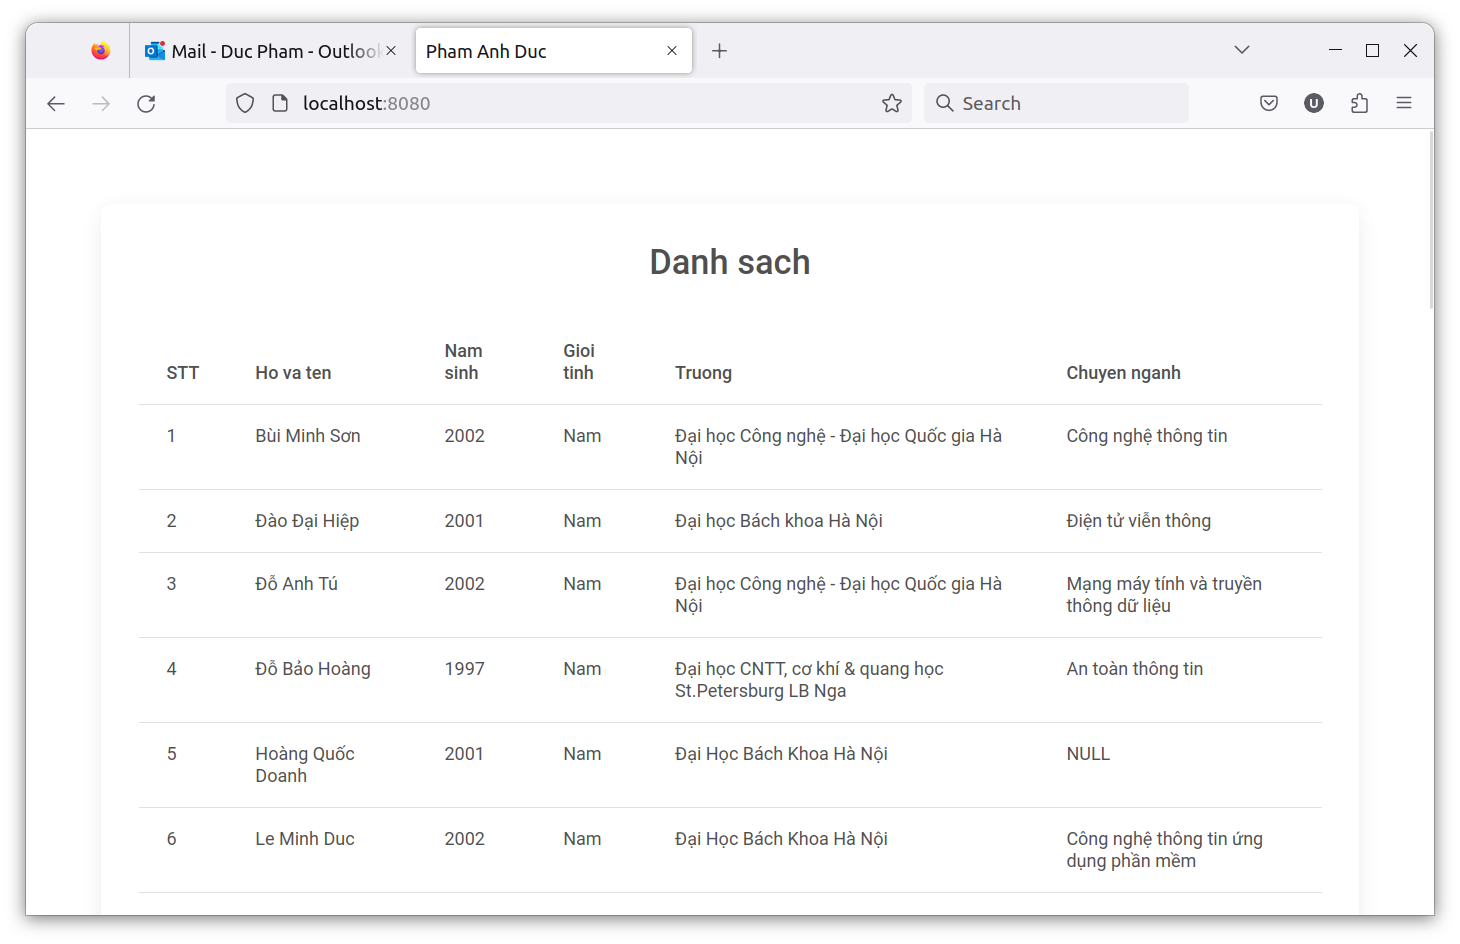 Mail - Duc Pham - Outlook
Pham Anh Duc
localhost:8080
Search
U
Danh sach
STT Ho va ten Nam sinh Gioi tinh Truong Chuyen nganh
1 Bùi Minh Sơn 2002 Nam Đại học Công nghệ - Đại học Quốc gia Hà Công nghệ thông tin
Nội
2 Đào Đại Hiệp 2001 Nam Đại học Bách khoa Hà Nội Điện tử viễn thông
3 Đỗ Anh Tú 2002 Nam Đại học Công nghệ - Đại học Quốc gia Hà Mạng máy tính và truyền
Nội thông dữ liệu
4 Đỗ Bảo Hoàng 1997 Nam Đại học CNTT, cơ khí & quang học An toàn thông tin
St.Petersburg LB Nga
5 Hoàng Quốc 2001 Nam Đại Học Bách Khoa Hà Nội NULL
Doanh
6 Le Minh Duc 2002 Nam Đại Học Bách Khoa Hà Nội Công nghệ thông tin ứng
dụng phần mềm